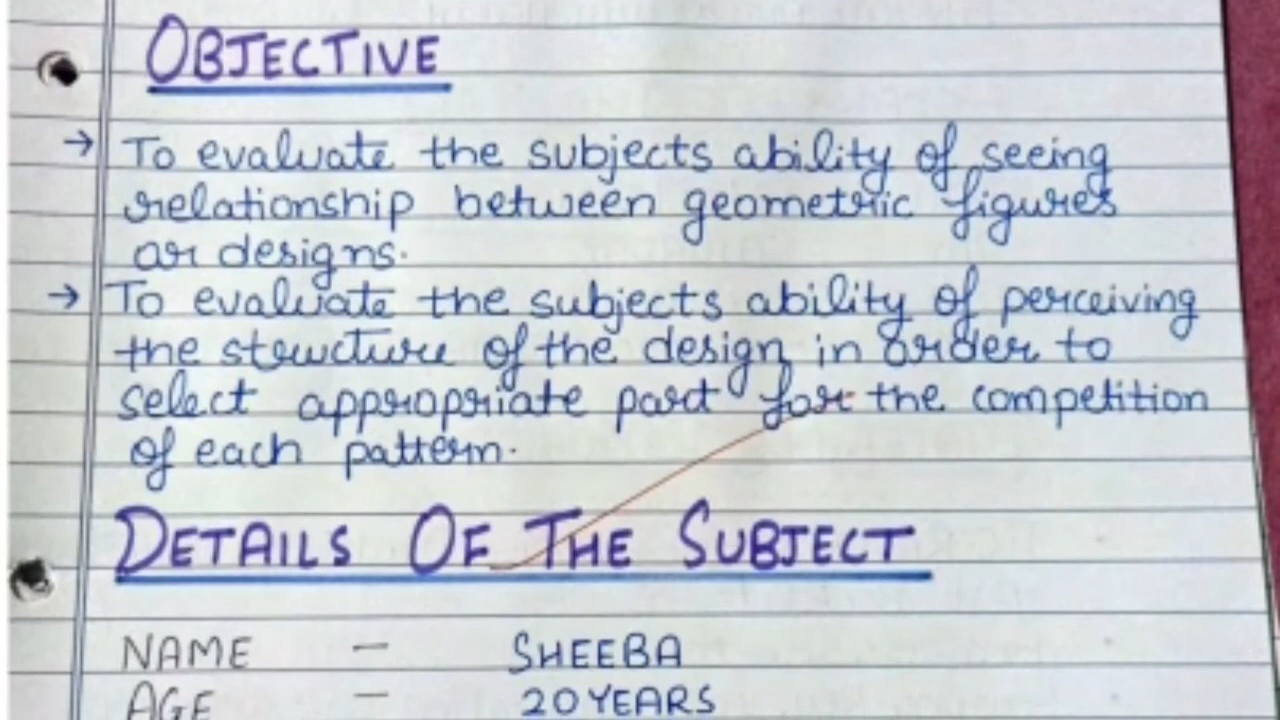 OBJECTIVE
→ To evaluate the subjects ability of seeing
relationship between geometric figures
or designs.
→ To evaluate the subjects ability of perceiving
the structure of the design in order to
select appropriate part for the competition
of each pattern.
DETAILS OF THE SUBJECT
NAME – SHEEBA
AGE – 20 YEARS